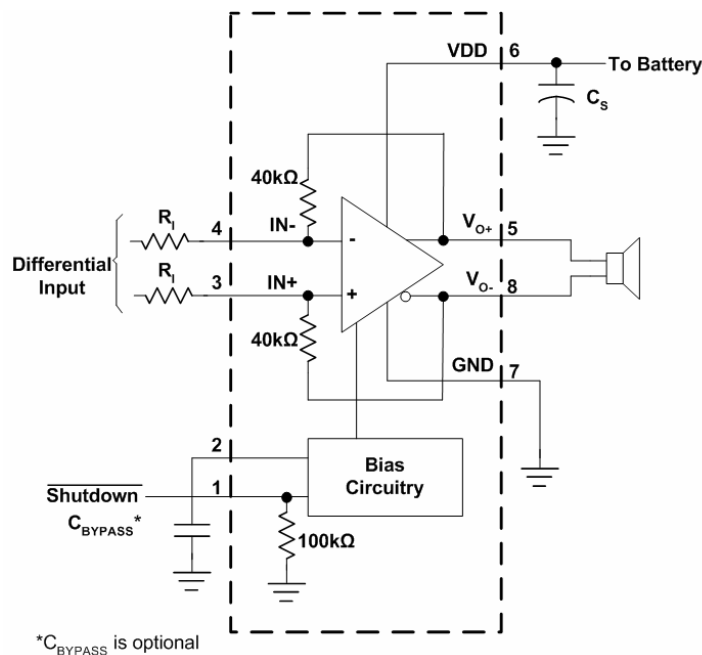 VDD 6
To Battery
C_S
40kΩ
R_I 4 IN-
-
V_O+ 5
Differential
Input
R_I 3 IN+
+
V_O- 8
40kΩ
GND 7
2
Bias
Circuitry
Shutdown 1
C_BYPASS*
100kΩ
*C_BYPASS is optional